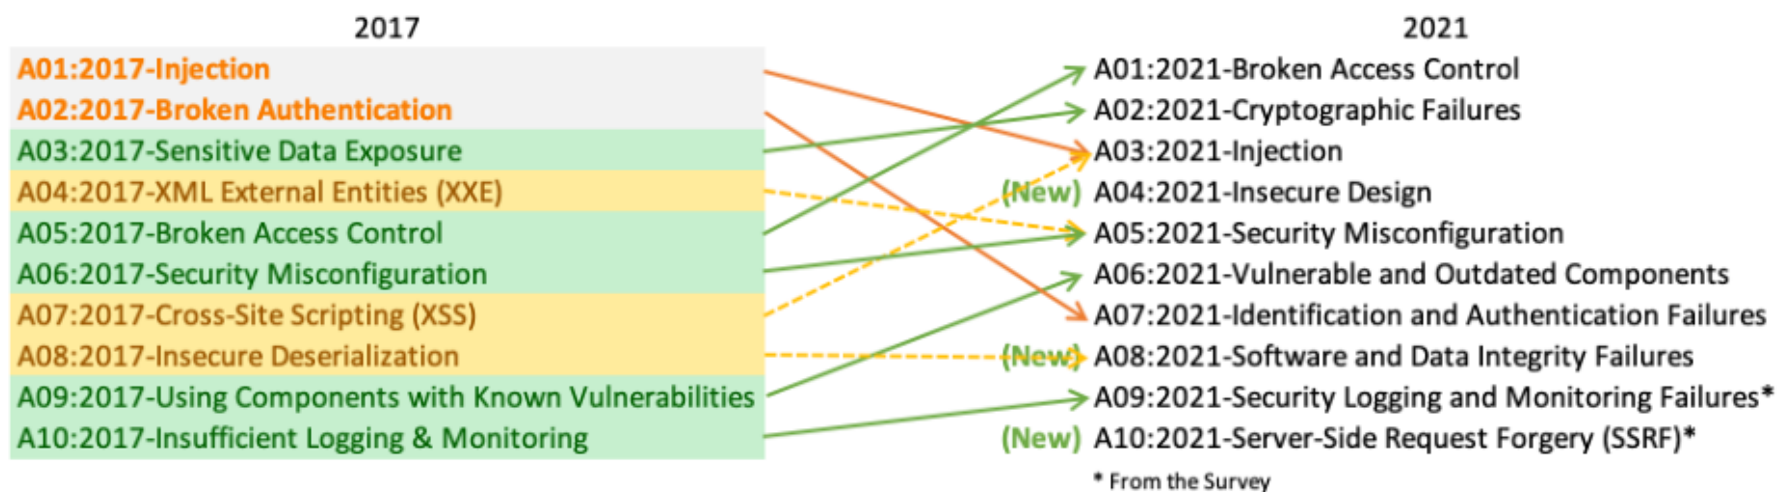 2017
2021
A01:2017-Injection
A02:2017-Broken Authentication
A03:2017-Sensitive Data Exposure
A04:2017-XML External Entities (XXE)
A05:2017-Broken Access Control
A06:2017-Security Misconfiguration
A07:2017-Cross-Site Scripting (XSS)
A08:2017-Insecure Deserialization
A09:2017-Using Components with Known Vulnerabilities
A10:2017-Insufficient Logging & Monitoring
A01:2021-Broken Access Control
A02:2021-Cryptographic Failures
A03:2021-Injection
(New) A04:2021-Insecure Design
A05:2021-Security Misconfiguration
A06:2021-Vulnerable and Outdated Components
A07:2021-Identification and Authentication Failures
(New) A08:2021-Software and Data Integrity Failures
A09:2021-Security Logging and Monitoring Failures*
(New) A10:2021-Server-Side Request Forgery (SSRF)*
* From the Survey